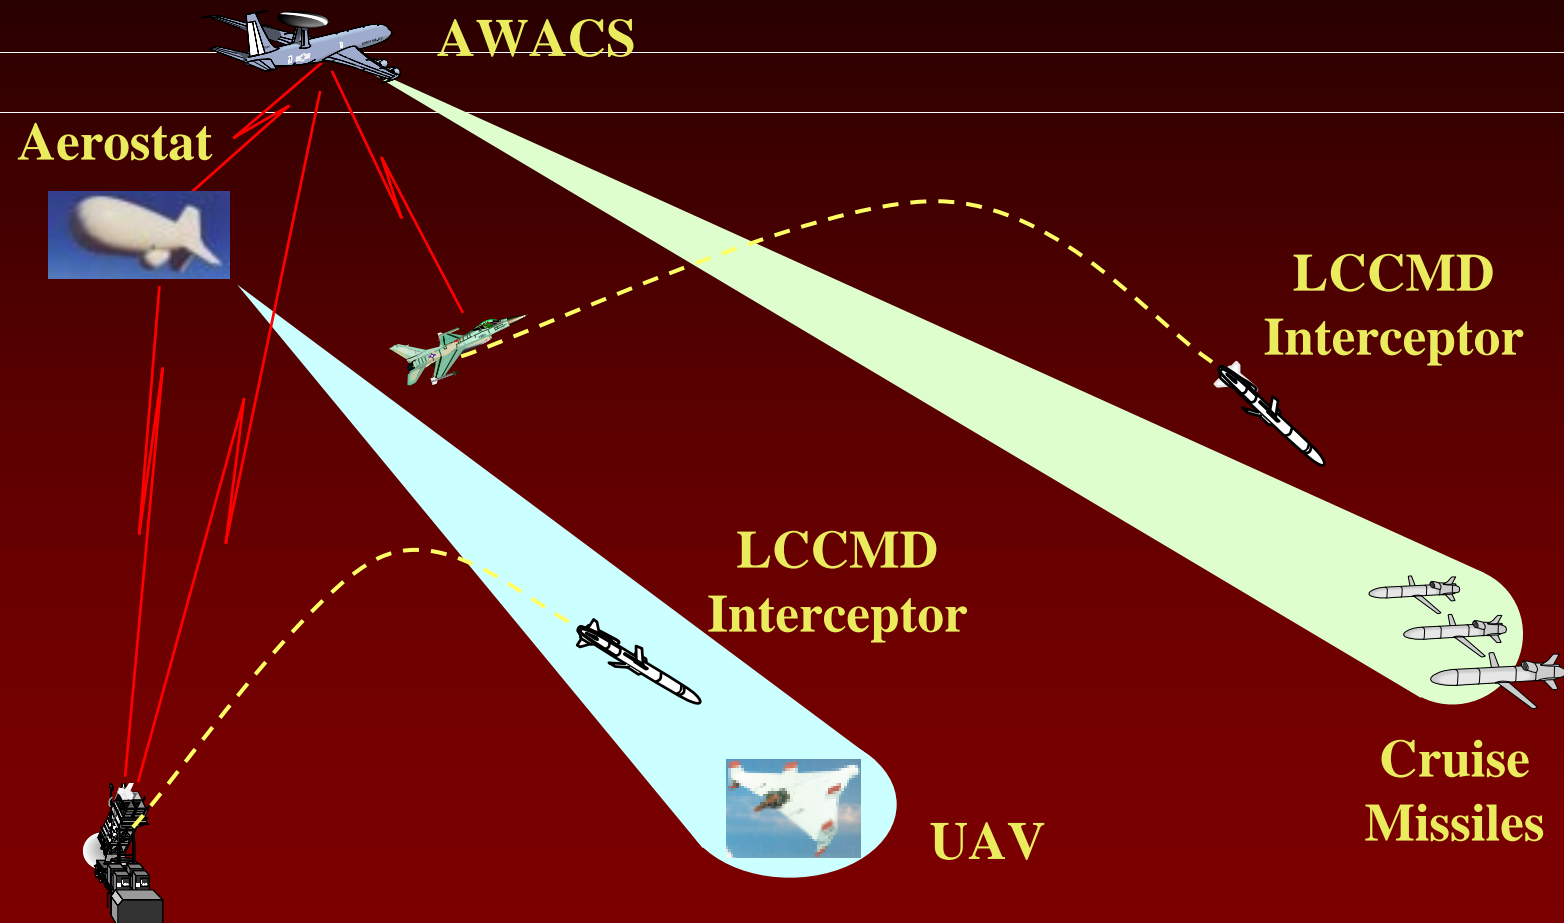 AWACS
Aerostat
LCCMD
Interceptor
LCCMD
Interceptor
Cruise
Missiles
UAV